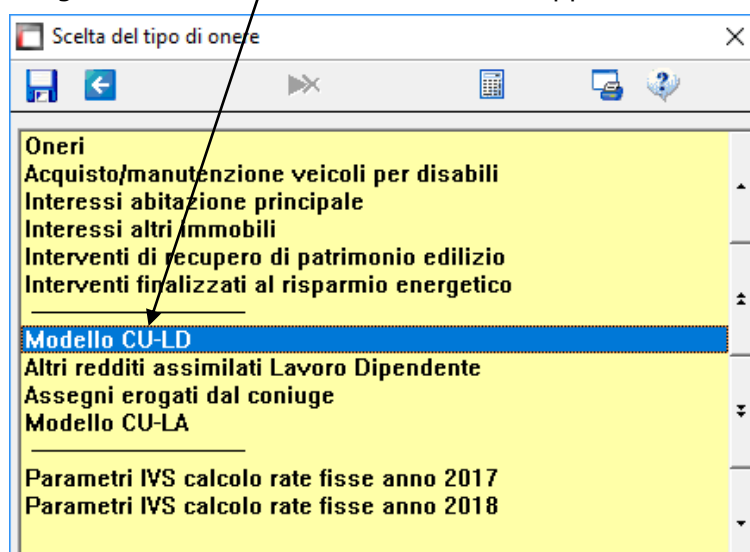 Scelta del tipo di onere
Oneri
Acquisto/manutenzione veicoli per disabili
Interessi abitazione principale
Interessi altri immobili
Interventi di recupero di patrimonio edilizio
Interventi finalizzati al risparmio energetico
Modello CU-LD
Altri redditi assimilati Lavoro Dipendente
Assegni erogati dal coniuge
Modello CU-LA
Parametri IVS calcolo rate fisse anno 2017
Parametri IVS calcolo rate fisse anno 2018